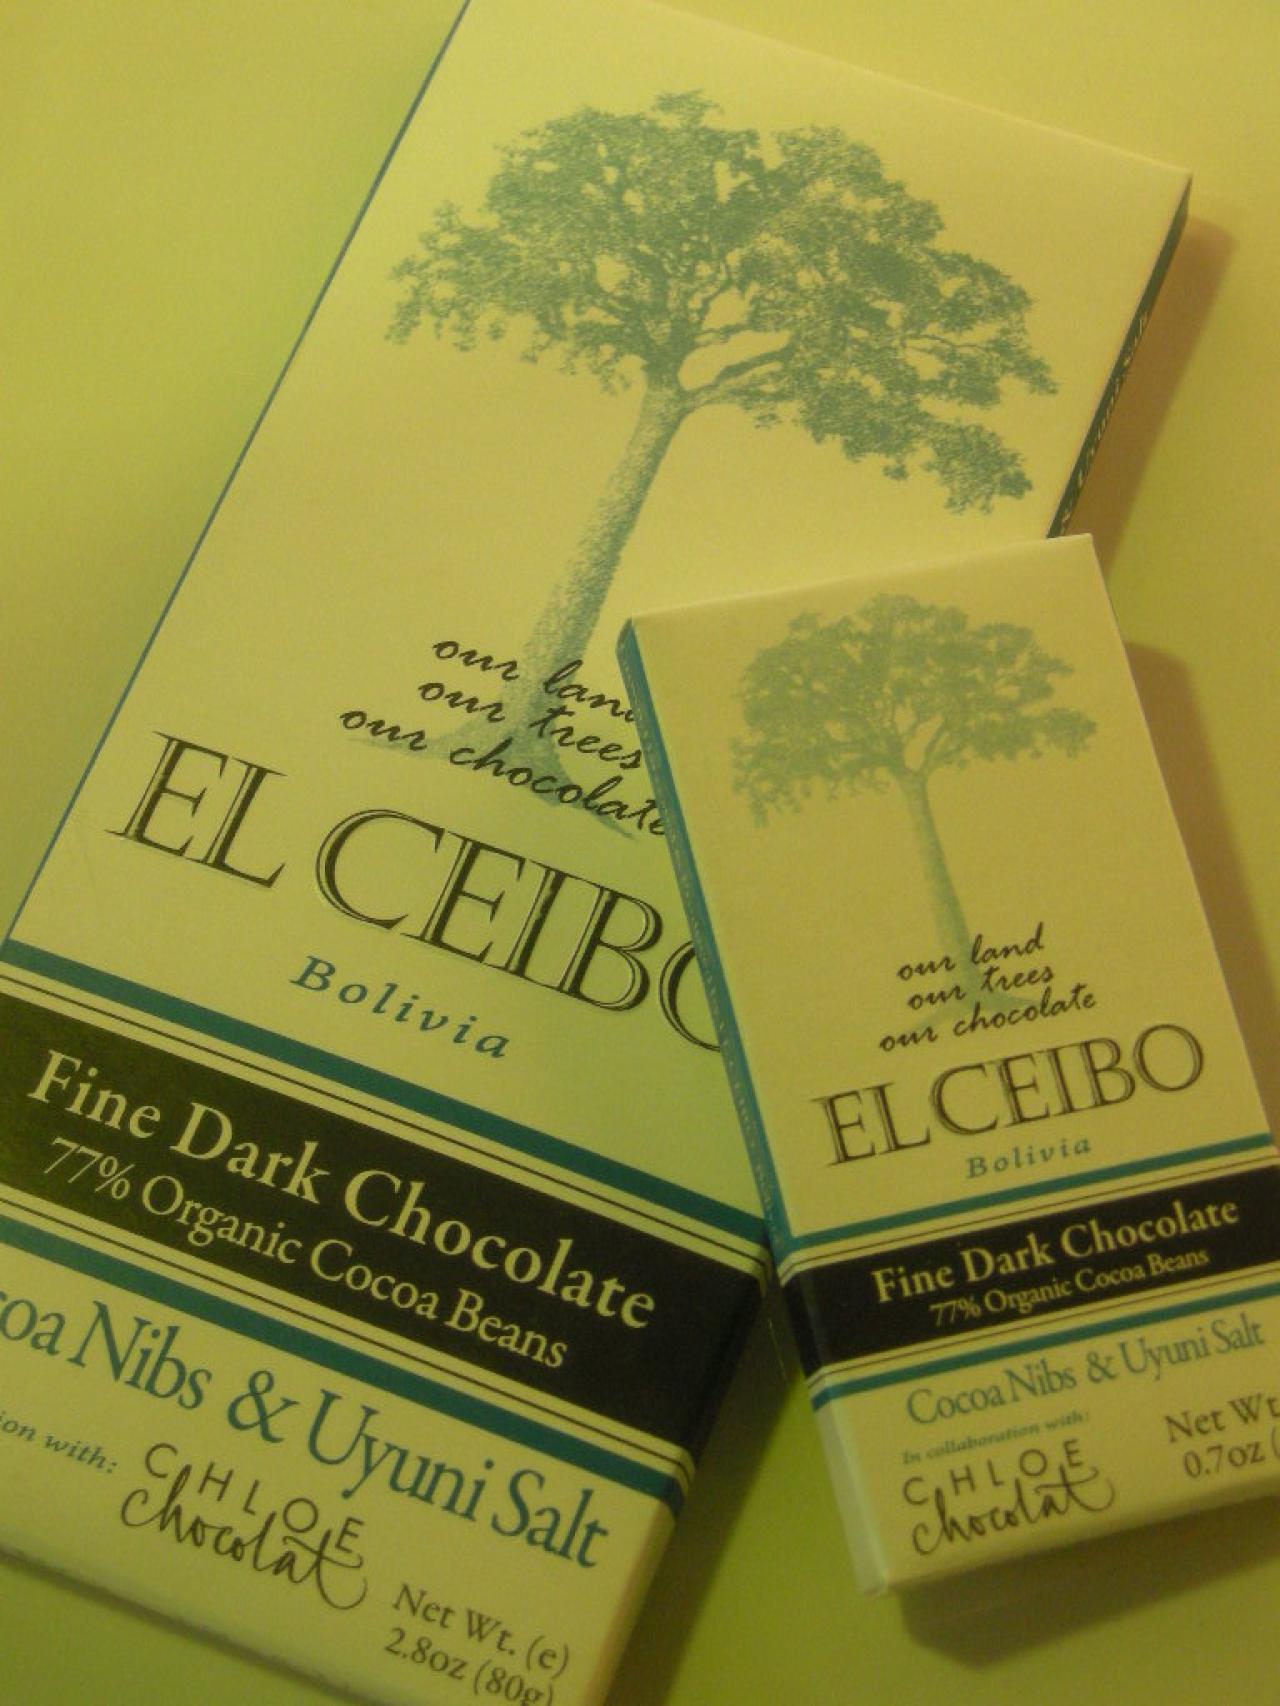 our land
our trees
our chocolate
EL CEIBO
Bolivia
Fine Dark Chocolate
77% Organic Cocoa Beans
Nibs & Uyuni Salt
with:
CHLOE
chocolat
Net Wt. (e)
2.8oz (80g)
our land
our trees
our chocolate
EL CEIBO
Bolivia
Fine Dark Chocolate
77% Organic Cocoa Beans
Cocoa Nibs & Uyuni Salt
In collaboration with:
CHLOE
chocolat
Net Wt.
0.7oz (